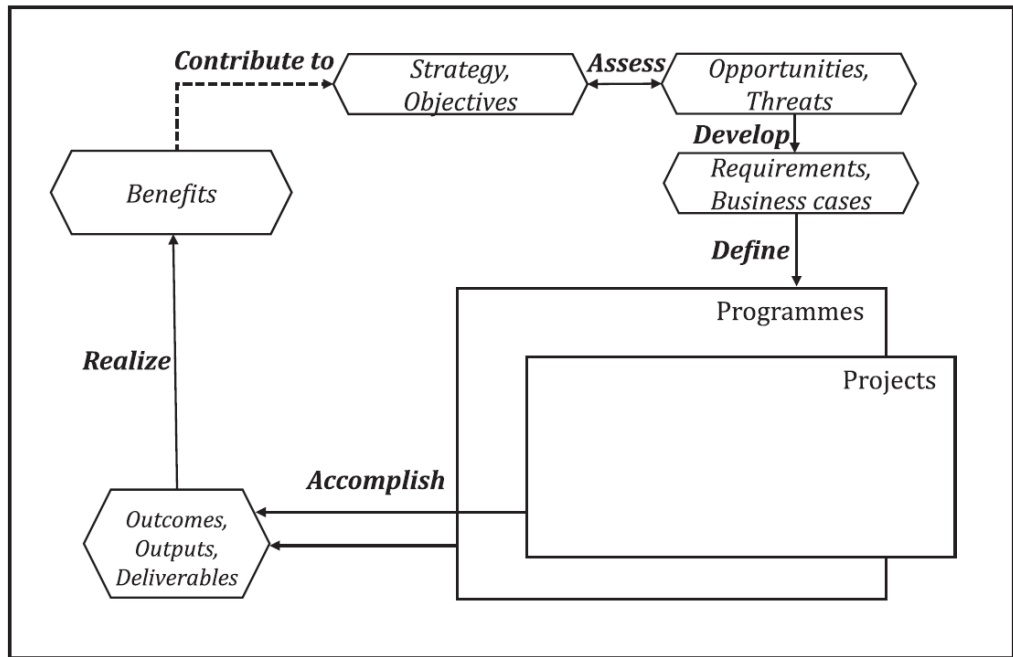 Contribute to
Strategy,
Objectives
Assess
Opportunities,
Threats
Develop
Requirements,
Business cases
Benefits
Define
Programmes
Projects
Realize
Accomplish
Outcomes,
Outputs,
Deliverables